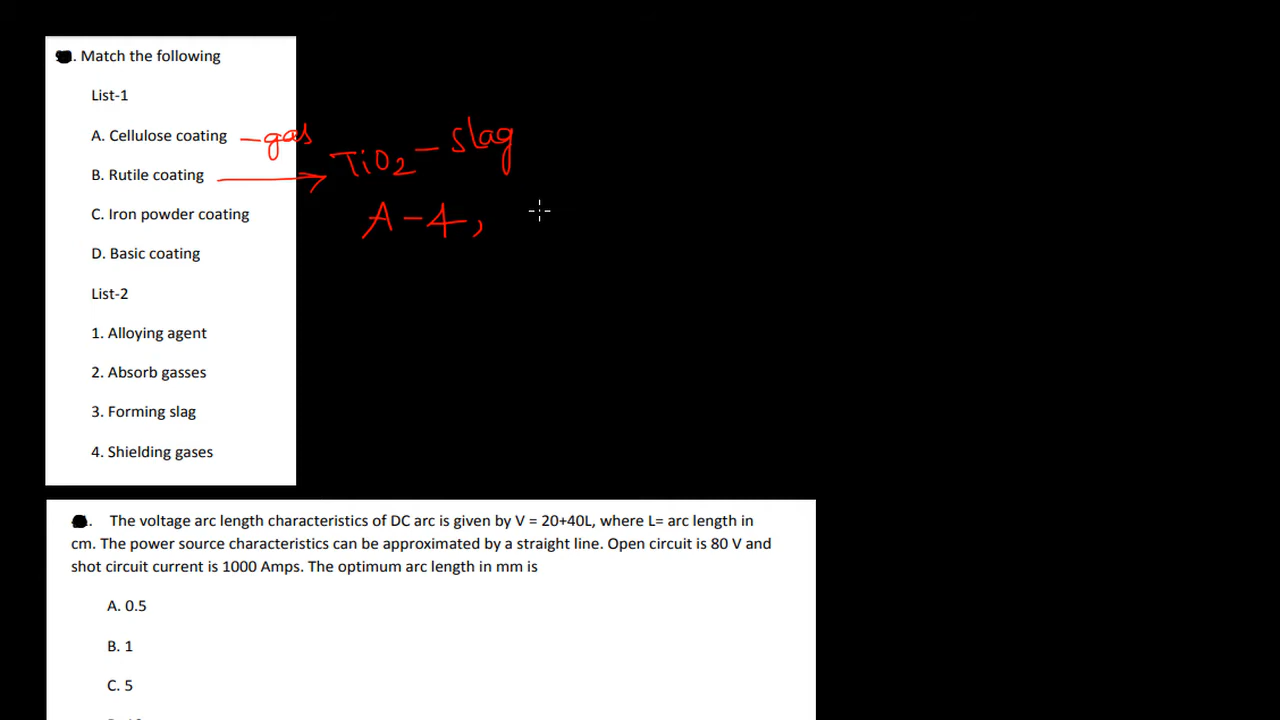 . Match the following
List-1
A. Cellulose coating – gas
TiO2 – slag
B. Rutile coating
A – 4,
C. Iron powder coating
D. Basic coating
List-2
1. Alloying agent
2. Absorb gasses
3. Forming slag
4. Shielding gases
. The voltage arc length characteristics of DC arc is given by V = 20+40L, where L= arc length in
cm. The power source characteristics can be approximated by a straight line. Open circuit is 80 V and
shot circuit current is 1000 Amps. The optimum arc length in mm is
A. 0.5
B. 1
C. 5